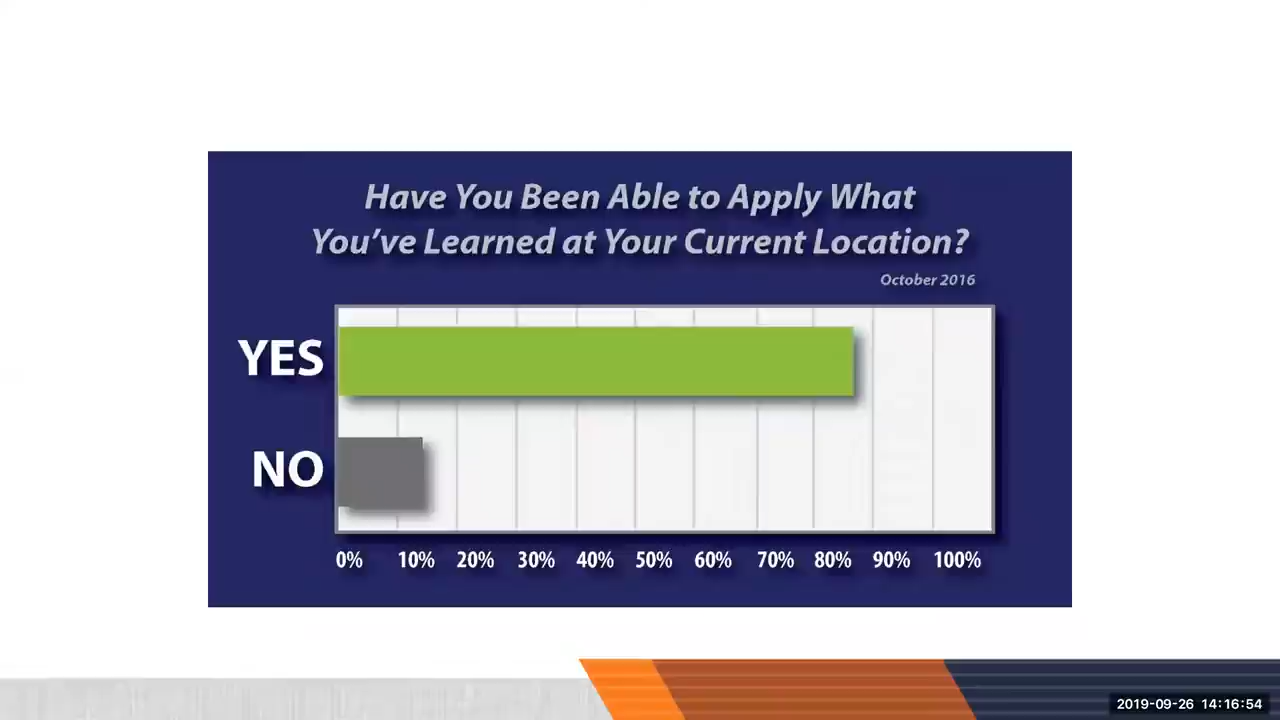 Have You Been Able to Apply What
You've Learned at Your Current Location?
October 2016
YES
NO
0% 10% 20% 30% 40% 50% 60% 70% 80% 90% 100%
2019-09-26 14:16:54